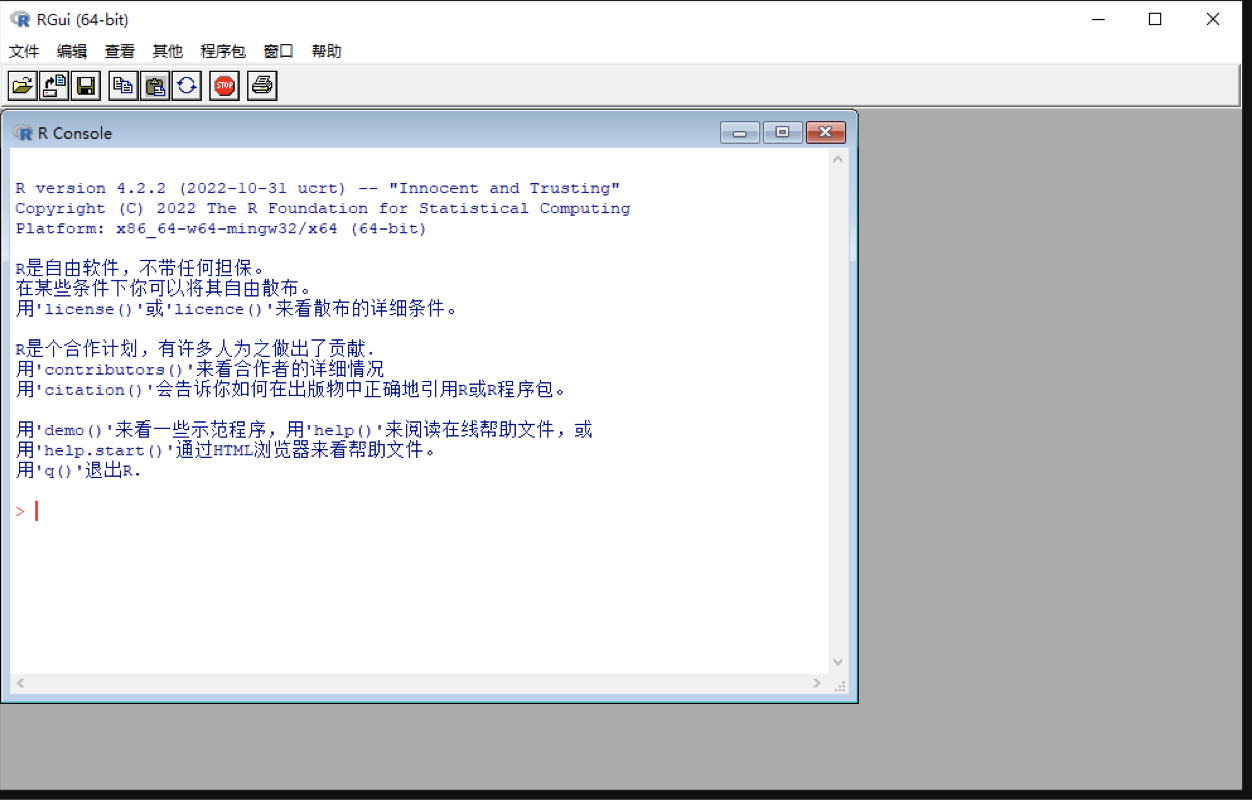 RGui (64-bit)
文件 编辑 查看 其他 程序包 窗口 帮助
STOP
R Console
R version 4.2.2 (2022-10-31 ucrt) -- "Innocent and Trusting"
Copyright (C) 2022 The R Foundation for Statistical Computing
Platform: x86_64-w64-mingw32/x64 (64-bit)
R是自由软件，不带任何担保。
在某些条件下你可以将其自由散布。
用'license()'或'licence()'来看散布的详细条件。
R是个合作计划，有许多人为之做出了贡献.
用'contributors()'来看合作者的详细情况
用'citation()'会告诉你如何在出版物中正确地引用R或R程序包。
用'demo()'来看一些示范程序，用'help()'来阅读在线帮助文件，或
用'help.start()'通过HTML浏览器来看帮助文件。
用'q()'退出R.
>